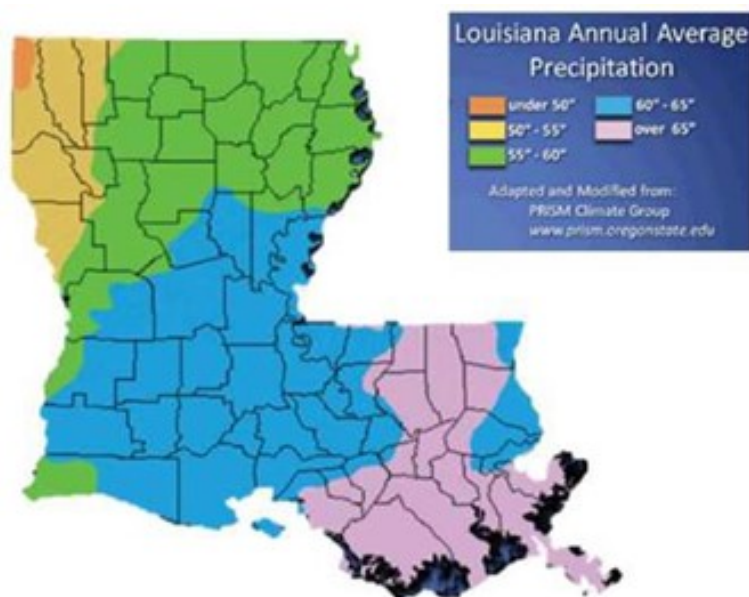 Louisiana Annual Average
Precipitation
under 50"
60" - 65"
50" - 55"
over 65"
55" - 60"
Adapted and Modified from:
PRISM Climate Group
www.prism.oregonstate.edu